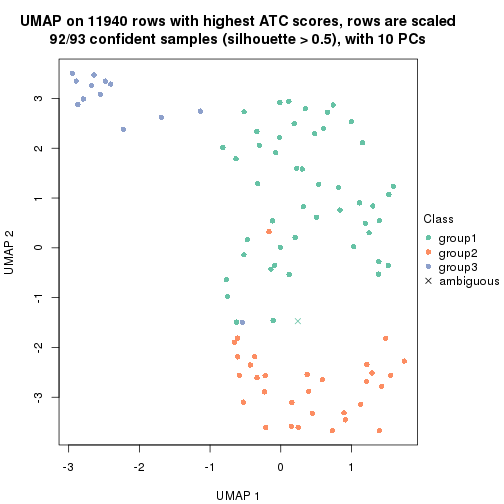 UMAP on 11940 rows with highest ATC scores, rows are scaled
92/93 confident samples (silhouette > 0.5), with 10 PCs
3
2
1
0
-1
-2
-3
UMAP 2
-3
-2
-1
0
1
UMAP 1
Class
group1
group2
group3
ambiguous